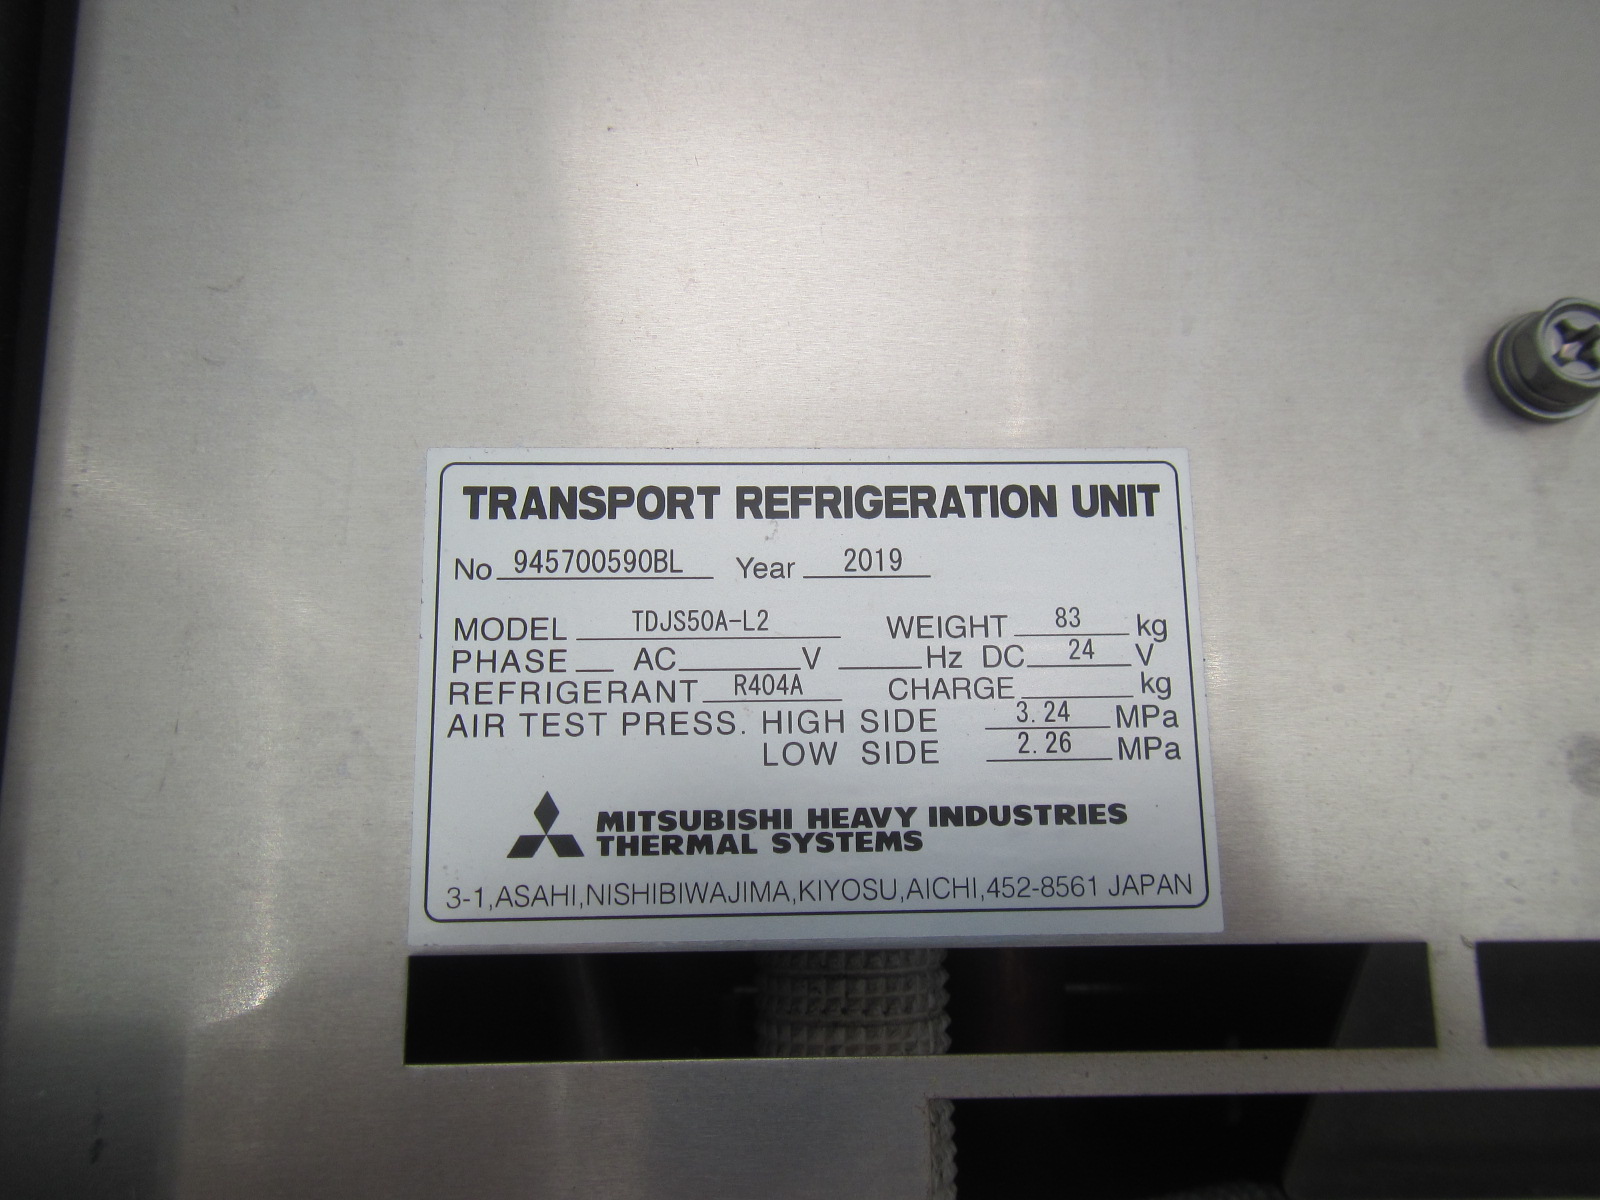 TRANSPORT REFRIGERATION UNIT
No 945700590BL Year 2019
MODEL TDJS50A-L2 WEIGHT 83 kg
PHASE AC V Hz DC 24 V
REFRIGERANT R404A CHARGE kg
AIR TEST PRESS. HIGH SIDE 3.24 MPa
LOW SIDE 2.26 MPa
MITSUBISHI HEAVY INDUSTRIES
THERMAL SYSTEMS
3-1,ASAHI,NISHIBIWAJIMA,KIYOSU,AICHI,452-8561 JAPAN